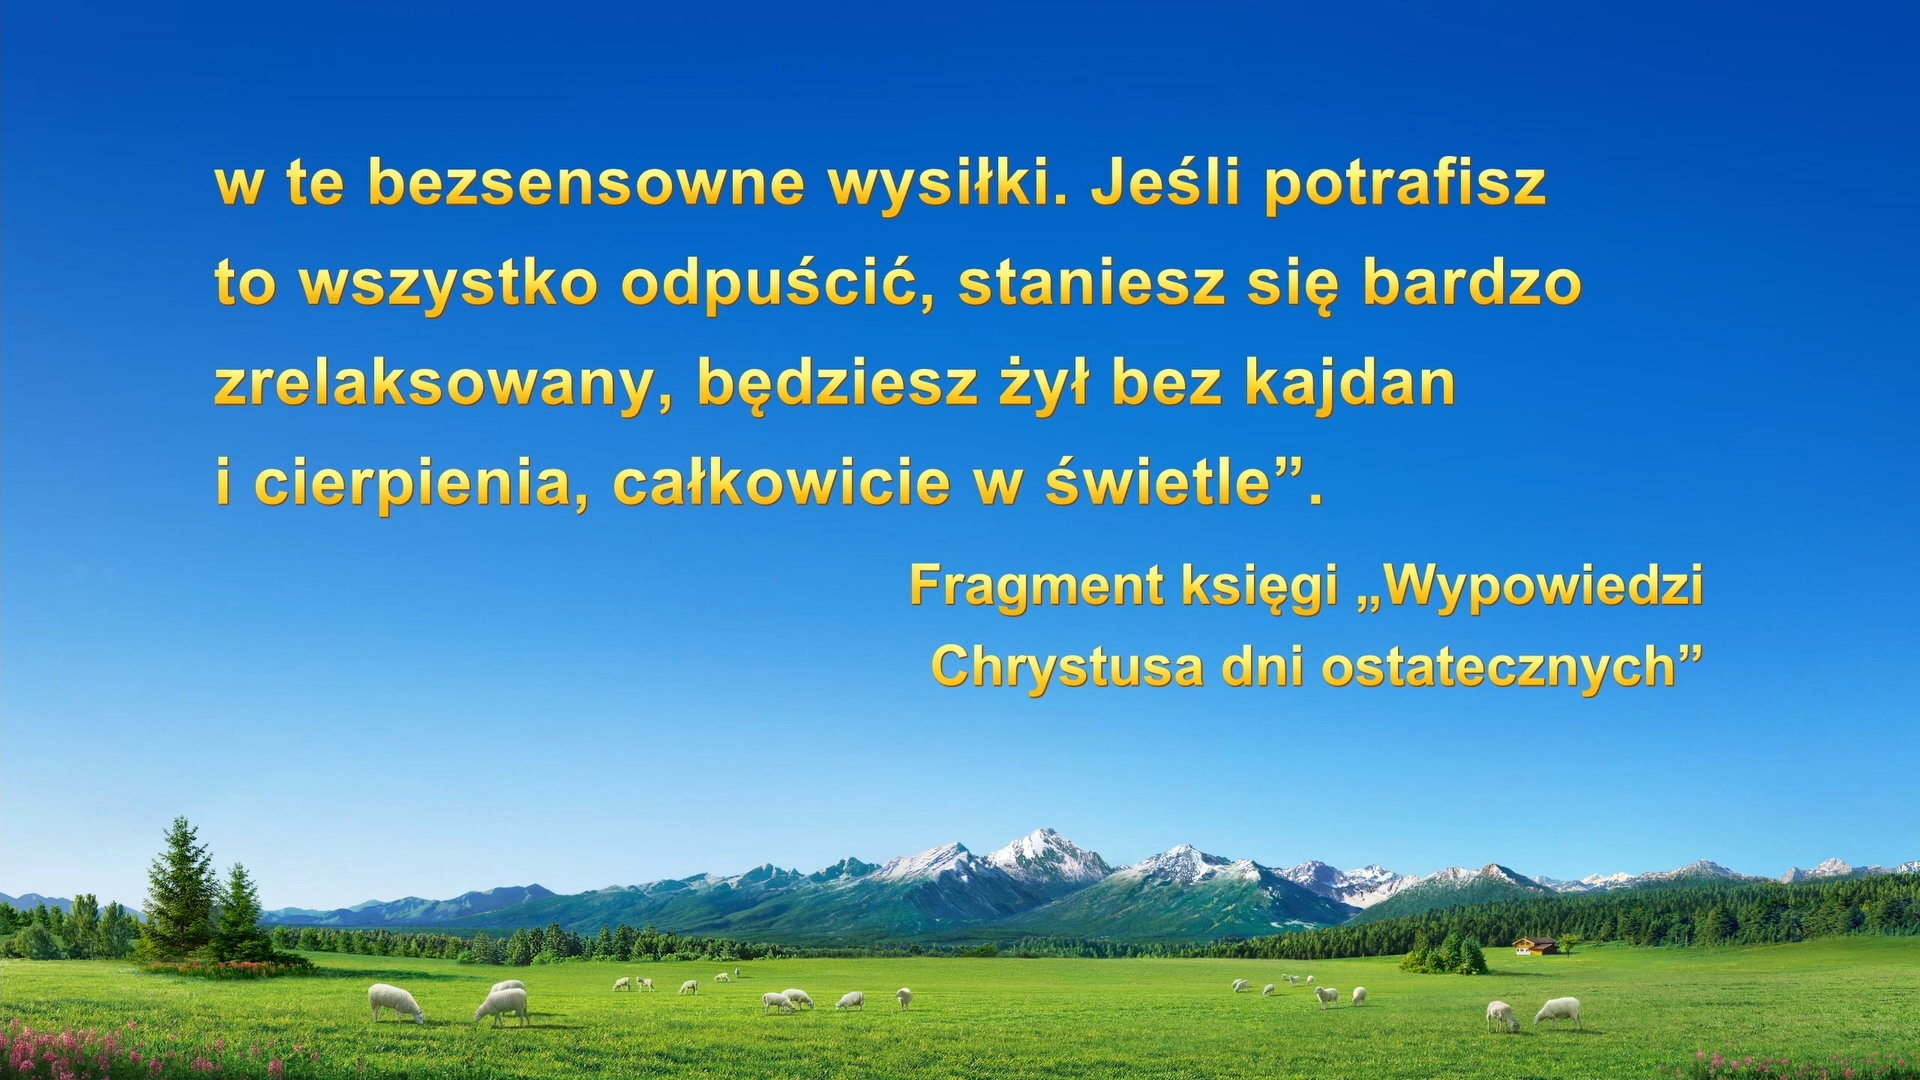 w te bezsensowne wysiłki. Jeśli potrafisz
to wszystko odpuścić, staniesz się bardzo
zrelaksowany, będziesz żył bez kajdan
i cierpienia, całkowicie w świetle”.
Fragment księgi „Wypowiedzi
Chrystusa dni ostatecznych”